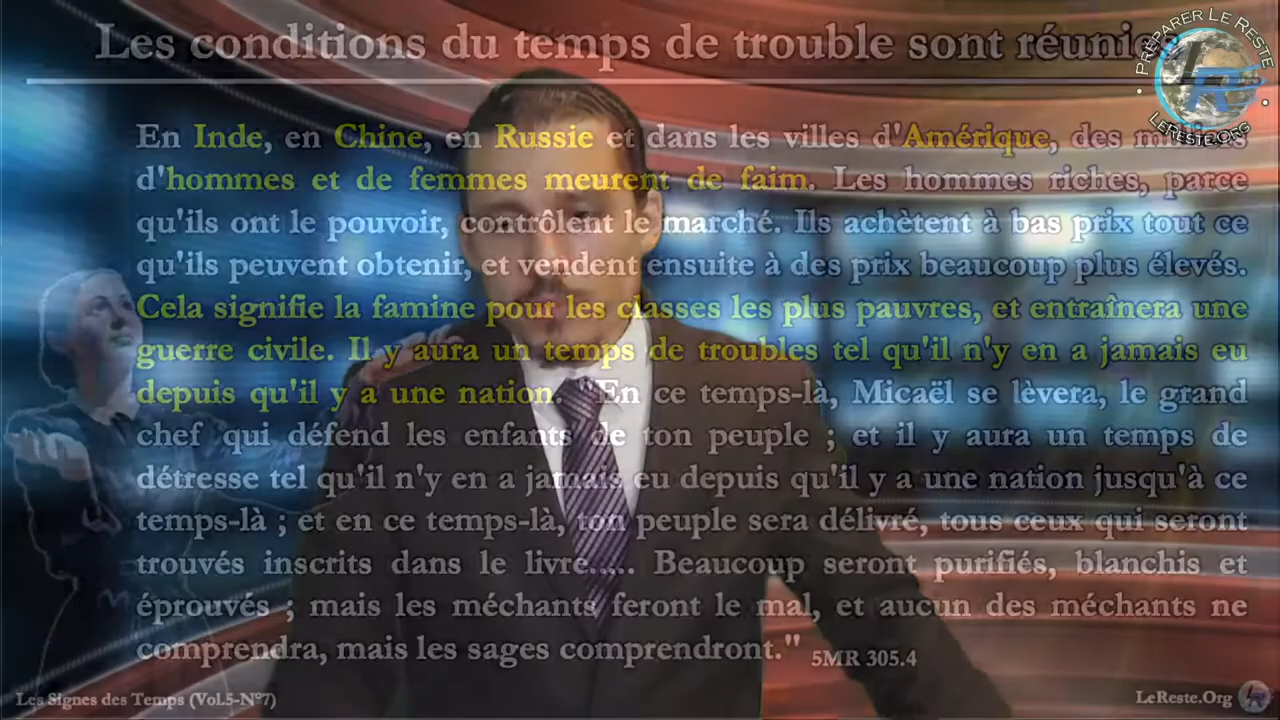 Les conditions du temps de trouble sont réunies
PRÉPARER LE RESTE
LR
LERESTE.ORG
En Inde, en Chine, en Russie et dans les villes d'Amérique, des milliers
d'hommes et de femmes meurent de faim. Les hommes riches, parce
qu'ils ont le pouvoir, contrôlent le marché. Ils achètent à bas prix tout ce
qu'ils peuvent obtenir, et vendent ensuite à des prix beaucoup plus élevés.
Cela signifie la famine pour les classes les plus pauvres, et entraînera une
guerre civile. Il y aura un temps de troubles tel qu'il n'y en a jamais eu
depuis qu'il y a une nation. "En ce temps-là, Micaël se lèvera, le grand
chef qui défend les enfants de ton peuple ; et il y aura un temps de
détresse tel qu'il n'y en a jamais eu depuis qu'il y a une nation jusqu'à ce
temps-là ; et en ce temps-là, ton peuple sera délivré, tous ceux qui seront
trouvés inscrits dans le livre.... Beaucoup seront purifiés, blanchis et
éprouvés ; mais les méchants feront le mal, et aucun des méchants ne
comprendra, mais les sages comprendront." 5MR 305.4
Les Signes des Temps (Vol.5-N°7)
LeReste.Org